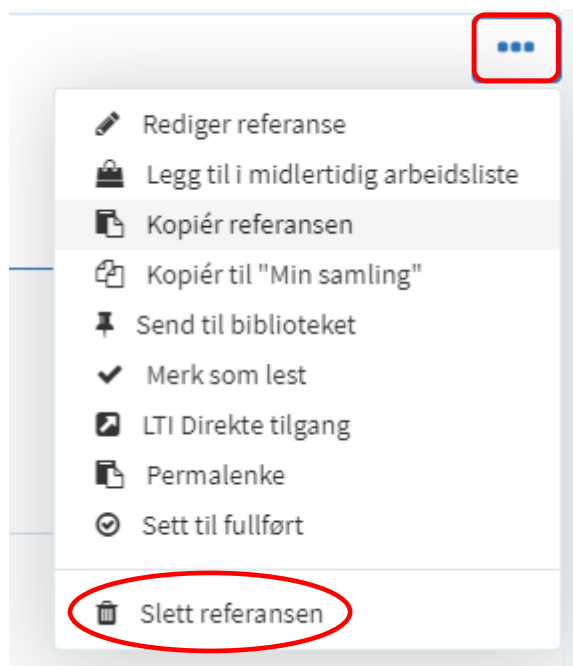 Rediger referanse
Legg til i midlertidig arbeidsliste
Kopiér referansen
Kopiér til "Min samling"
Send til biblioteket
Merk som lest
LTI Direkte tilgang
Permalenke
Sett til fullført
Slett referansen